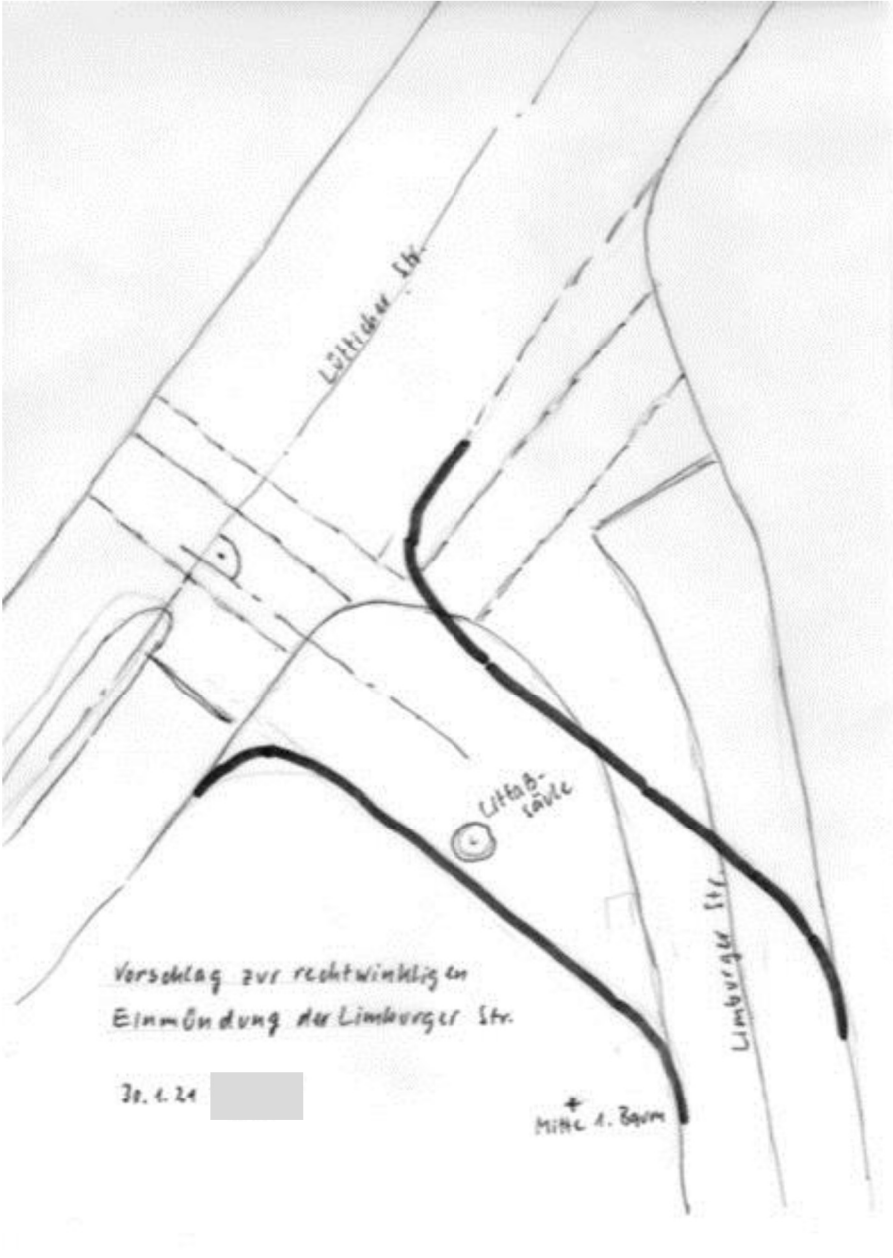 Lütticher Str.
Litfaß-
säule
Limburger Str.
Vorschlag zur rechtwinkligen
Einmündung der Limburger Str.
30.1.21
Mitte 1. Baum